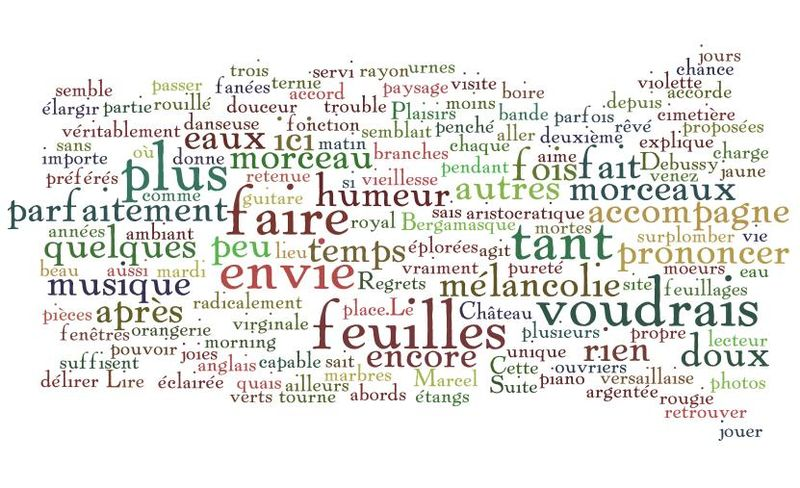 jours
trois servi rayon urnes chance
semble passer fanées ternie accord paysage visite boire violette accorde
élargir partie rouillé douceur trouble Plaisirs moins bande parfois depuis cimetière
véritablement danseuse fonction semblait penché aller deuxième rêvé proposées
sans eaux ici matin chaque explique
importe où donne morceau branches pendant fois aime fait Debussy charge
préférés plus retenue si vieillesse venez jaune
comme guitare humeur autres morceaux
parfaitement faire royal sais aristocratique accompagne
années ambiant Bergamasque mortes surplomber vie
quelques peu lieu temps éplorées agit tant prononcer
beau aussi mardi envie vraiment pureté moeurs eau
musique Regrets mélancolie site feuillages
pièces après radicalement place.Le Château voudrais
fenêtres orangerie virginale feuilles plusieurs propre lecteur
pouvoir joies morning encore unique rien doux
suffisent anglais capable sait Cette ouvriers
délirer Lire éclairée quais ailleurs marbres Marcel Suite piano versaillaise photos
verts tourne abords étangs argentée rougie
retrouver
jouer